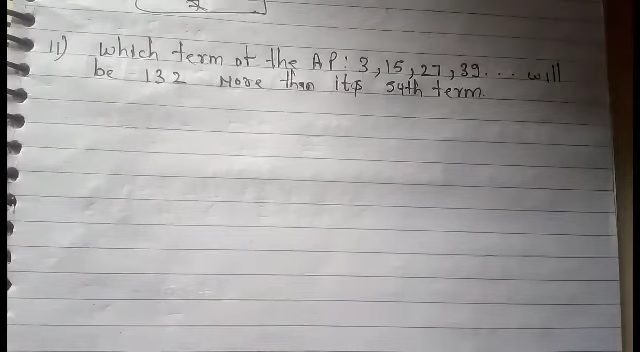 11) which term of the AP: 3,15,27,39... will
be 132 More than its 54th term.